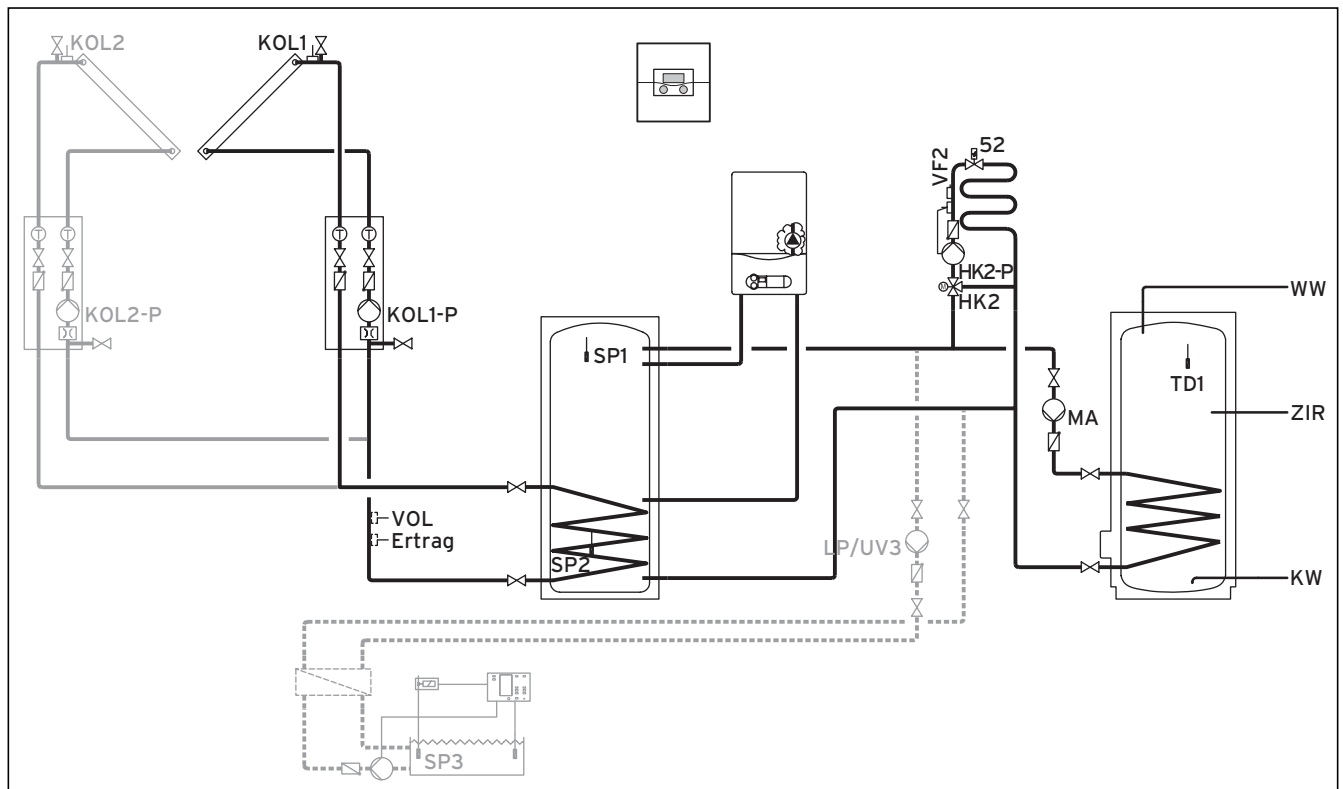 KOL2
KOL1
52
VF2
HK2-P
HK2
KOL2-P
KOL1-P
T
T
T
T
M
WW
SP1
TD1
ZIR
MA
VOL
Ertrag
LP/UV3
SP2
KW
SP3